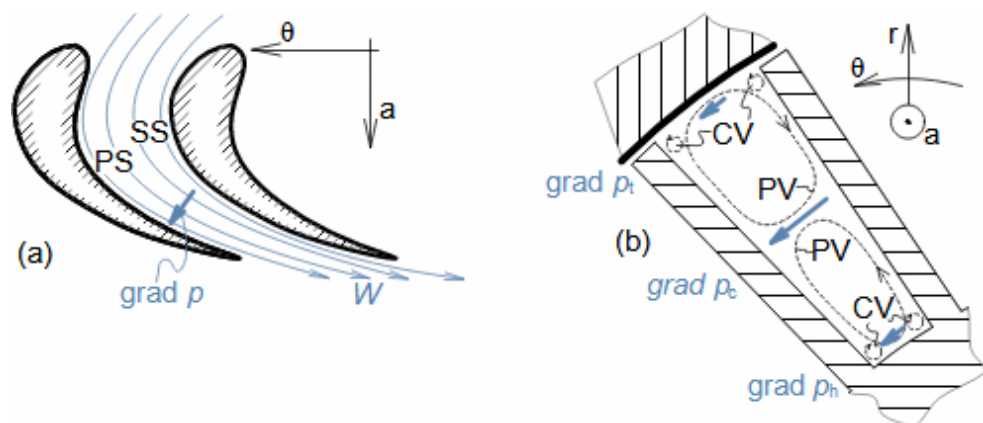 θ
a
SS
PS
(a)
grad p
W
r
θ
a
CV
grad pt
PV
(b)
PV
grad pc
CV
grad ph